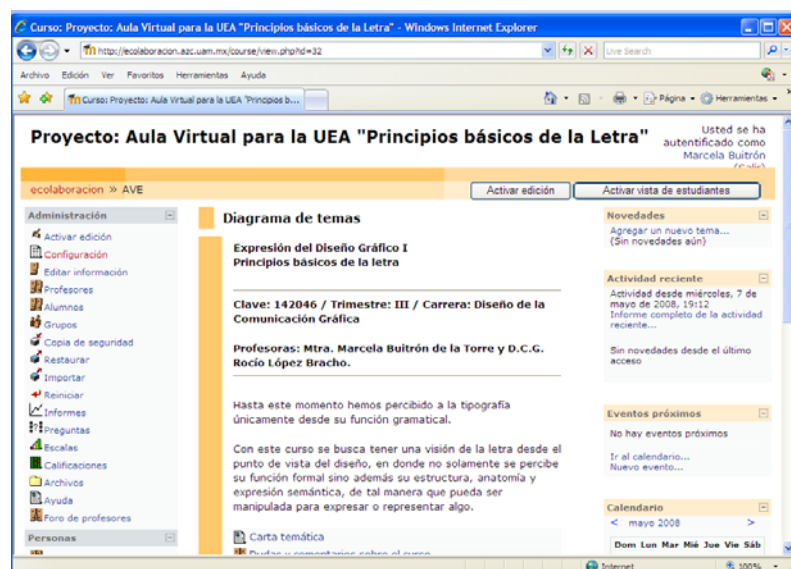 Curso: Proyecto: Aula Virtual para la UEA "Principios básicos de la Letra" - Windows Internet Explorer
http://ecolaboracion.azc.uam.mx/course/view.php?id=32
Live Search
Archivo Edición Ver Favoritos Herramientas Ayuda
Curso: Proyecto: Aula Virtual para la UEA "Principios b...
Página
Herramientas
Proyecto: Aula Virtual para la UEA "Principios básicos de la Letra"
Usted se ha
autentificado como
Marcela Buitrón
(Salir)
ecolaboracion » AVE
Activar edición
Activar vista de estudiantes
Administración
Activar edición
Configuración
Editar información
Profesores
Alumnos
Grupos
Copia de seguridad
Restaurar
Importar
Reiniciar
Informes
Preguntas
Escalas
Calificaciones
Archivos
Ayuda
Foro de profesores
Personas
Diagrama de temas
Expresión del Diseño Gráfico I
Principios básicos de la letra
Clave: 142046 / Trimestre: III / Carrera: Diseño de la
Comunicación Gráfica
Profesoras: Mtra. Marcela Buitrón de la Torre y D.C.G.
Rocío López Bracho.
Hasta este momento hemos percibido a la tipografía
únicamente desde su función gramatical.
Con este curso se busca tener una visión de la letra desde el
punto de vista del diseño, en donde no solamente se percibe
su función formal sino además su estructura, anatomía y
expresión semántica, de tal manera que pueda ser
manipulada para expresar o representar algo.
Carta temática
Dudas y comentarios sobre el curso
Novedades
Agregar un nuevo tema...
(Sin novedades aún)
Actividad reciente
Actividad desde miércoles, 7 de
mayo de 2008, 19:12
Informe completo de la actividad
reciente...
Sin novedades desde el último
acceso
Eventos próximos
No hay eventos próximos
Ir al calendario...
Nuevo evento...
Calendario
< mayo 2008 >
Dom Lun Mar Mié Jue Vie Sáb
Internet
100%